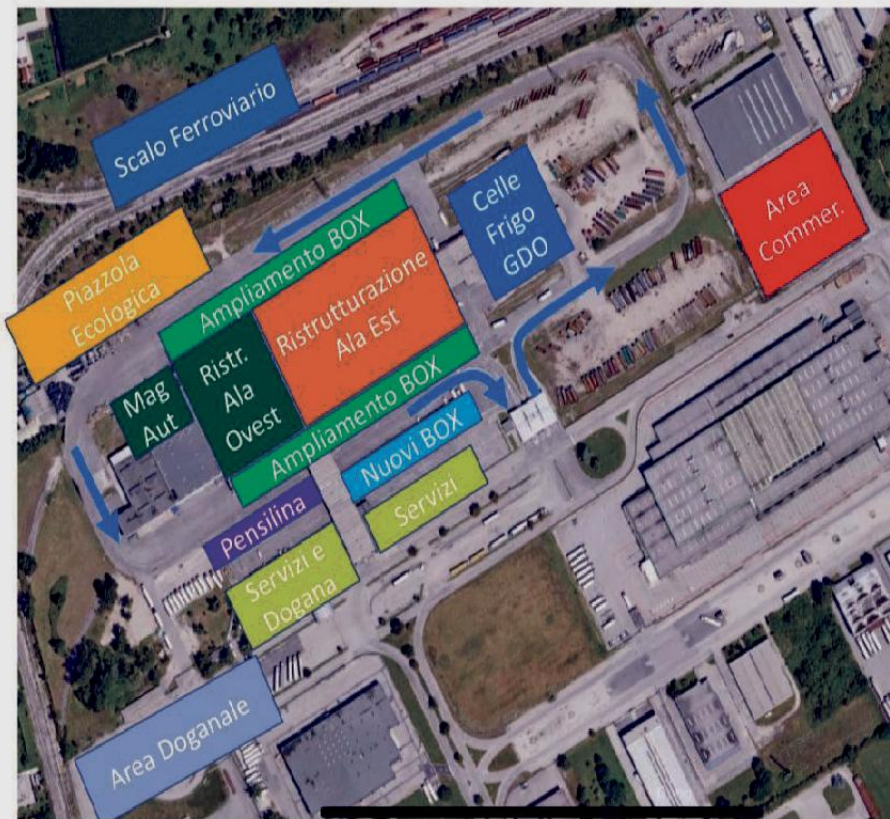 Scalo Ferroviario
Piazzola
Ecologica
Ampliamento BOX
Celle
Frigo
GDO
Area
Commer.
Ristrutturazione
Ala Est
Ristr.
Ala
Ovest
Mag
Aut
Ampliamento BOX
Nuovi BOX
Pensilina
Servizi
Servizi e
Dogana
Area Doganale